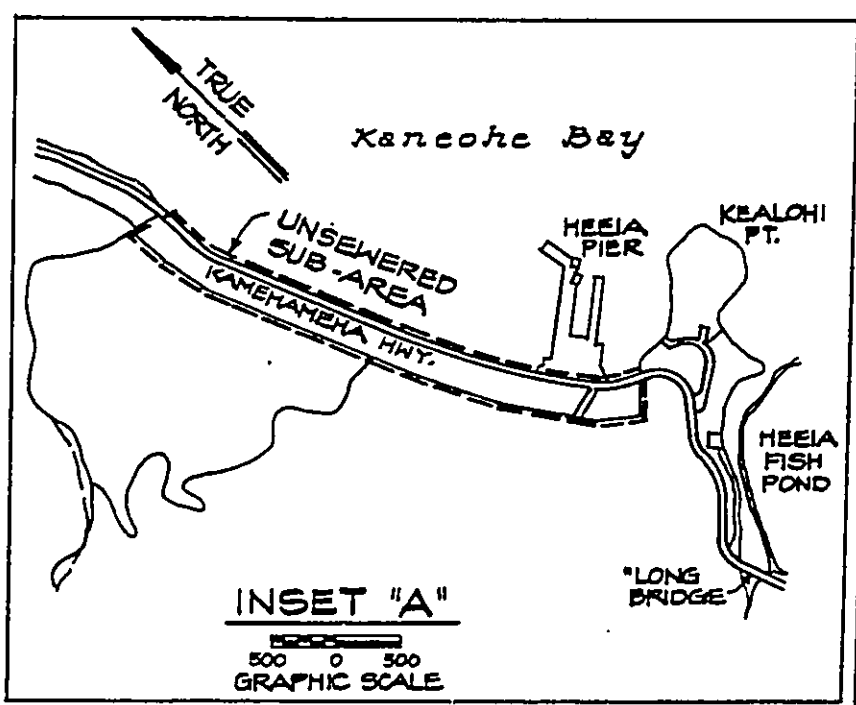 TRUE
NORTH
Kaneohe Bay
UNSEWERED
SUB-AREA
KAMEHAMEHA HWY.
HEEIA
PIER
KEALOHI
PT.
HEEIA
FISH
POND
"LONG
BRIDGE
INSET "A"
500 0 500
GRAPHIC SCALE